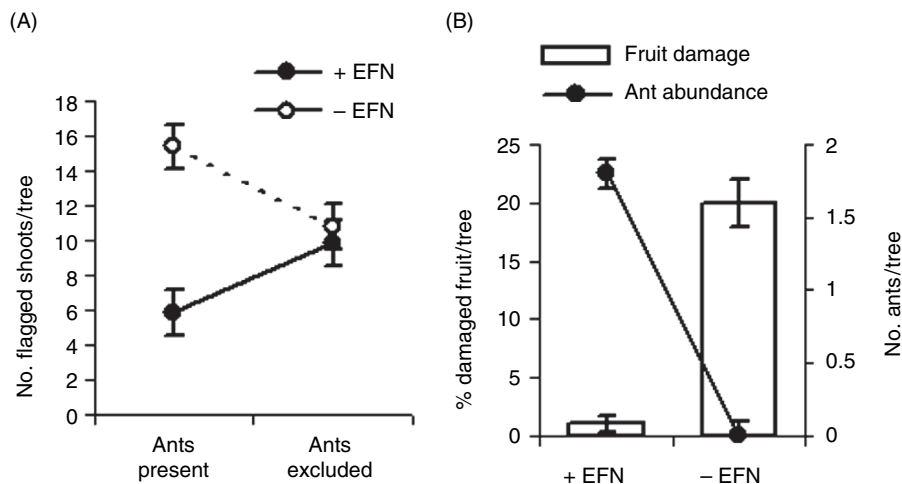 (A)
+ EFN
– EFN
18
16
14
12
10
8
6
4
2
0
No. flagged shoots/tree
Ants present
Ants excluded
(B)
Fruit damage
Ant abundance
25
20
15
10
5
0
% damaged fruit/tree
2
1.5
1
0.5
0
No. ants/tree
+ EFN
– EFN